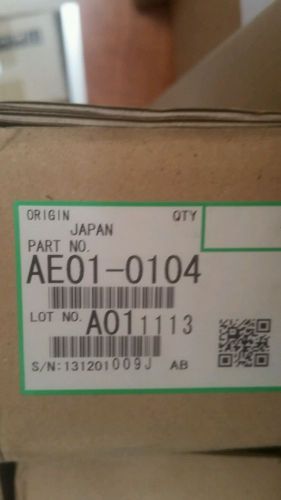 ORIGIN QTY
JAPAN
PART NO.
AE01-0104
LOT NO. A011113
S/N:131201009J AB